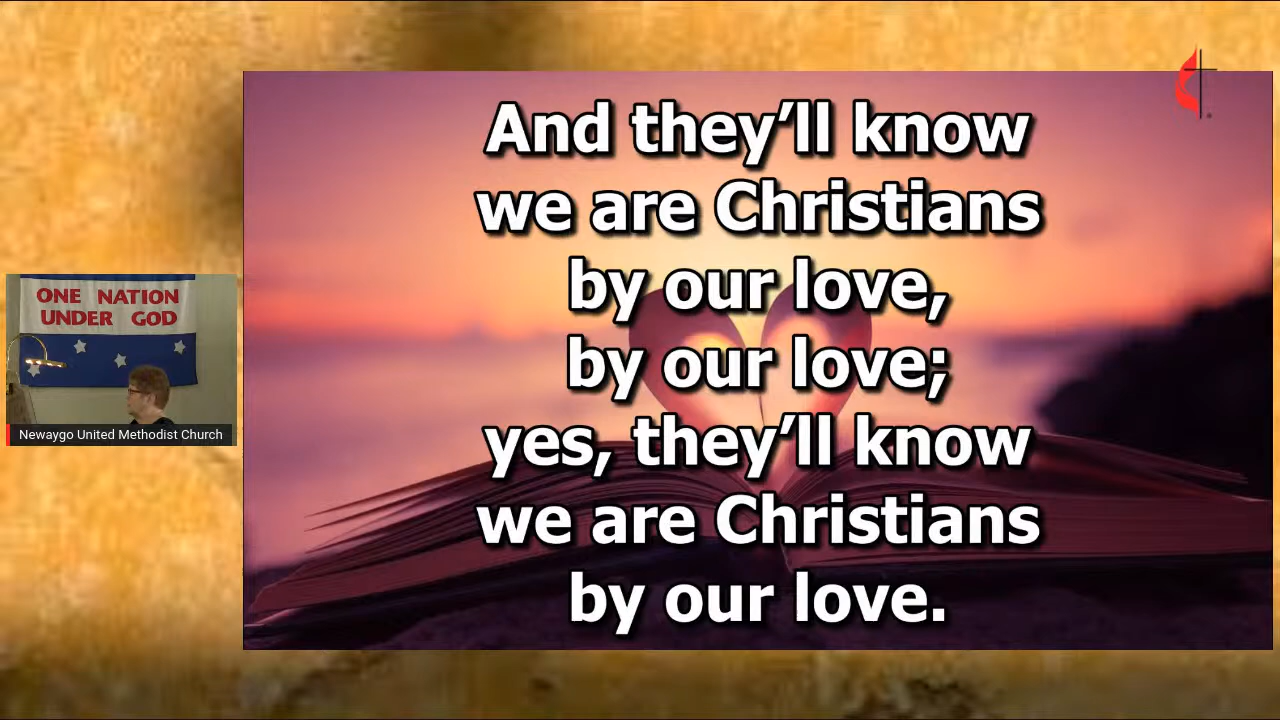 And they’ll know
we are Christians
by our love,
by our love;
yes, they’ll know
we are Christians
by our love.
ONE NATION
UNDER GOD
Newaygo United Methodist Church